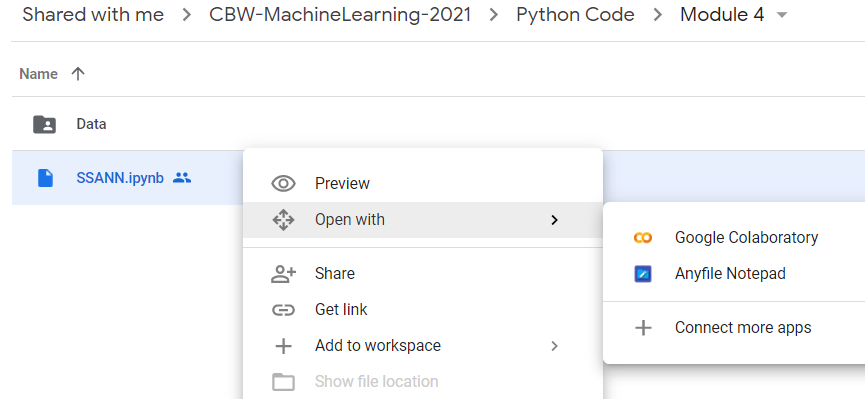 Shared with me > CBW-MachineLearning-2021 > Python Code > Module 4
Name
Data
SSANN.ipynb
Preview
Open with
Share
Get link
Add to workspace
Show file location
Google Colaboratory
Anyfile Notepad
Connect more apps